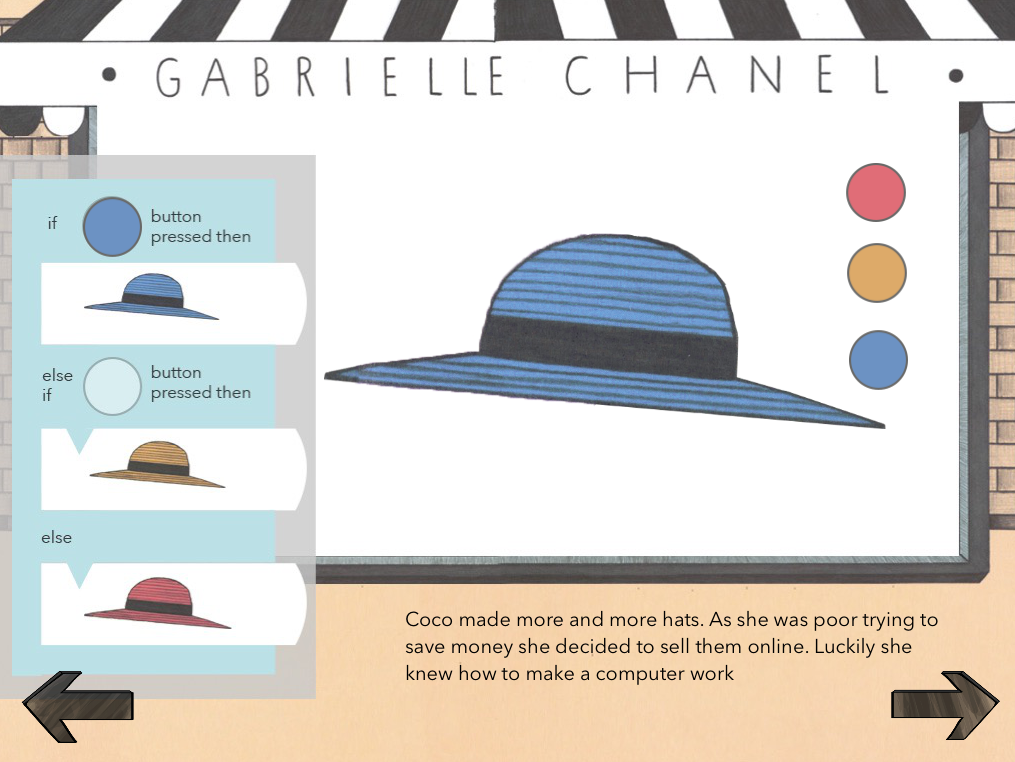 GABRIELLE CHANEL
if
button
pressed then
else
if
button
pressed then
else
Coco made more and more hats. As she was poor trying to
save money she decided to sell them online. Luckily she
knew how to make a computer work